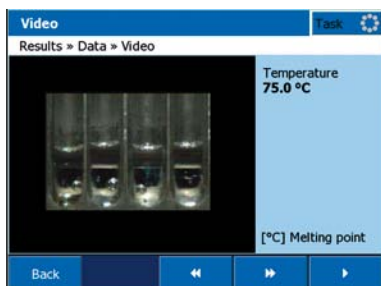 Video
Task
Results » Data » Video
Temperature
75.0 °C
[°C] Melting point
Back